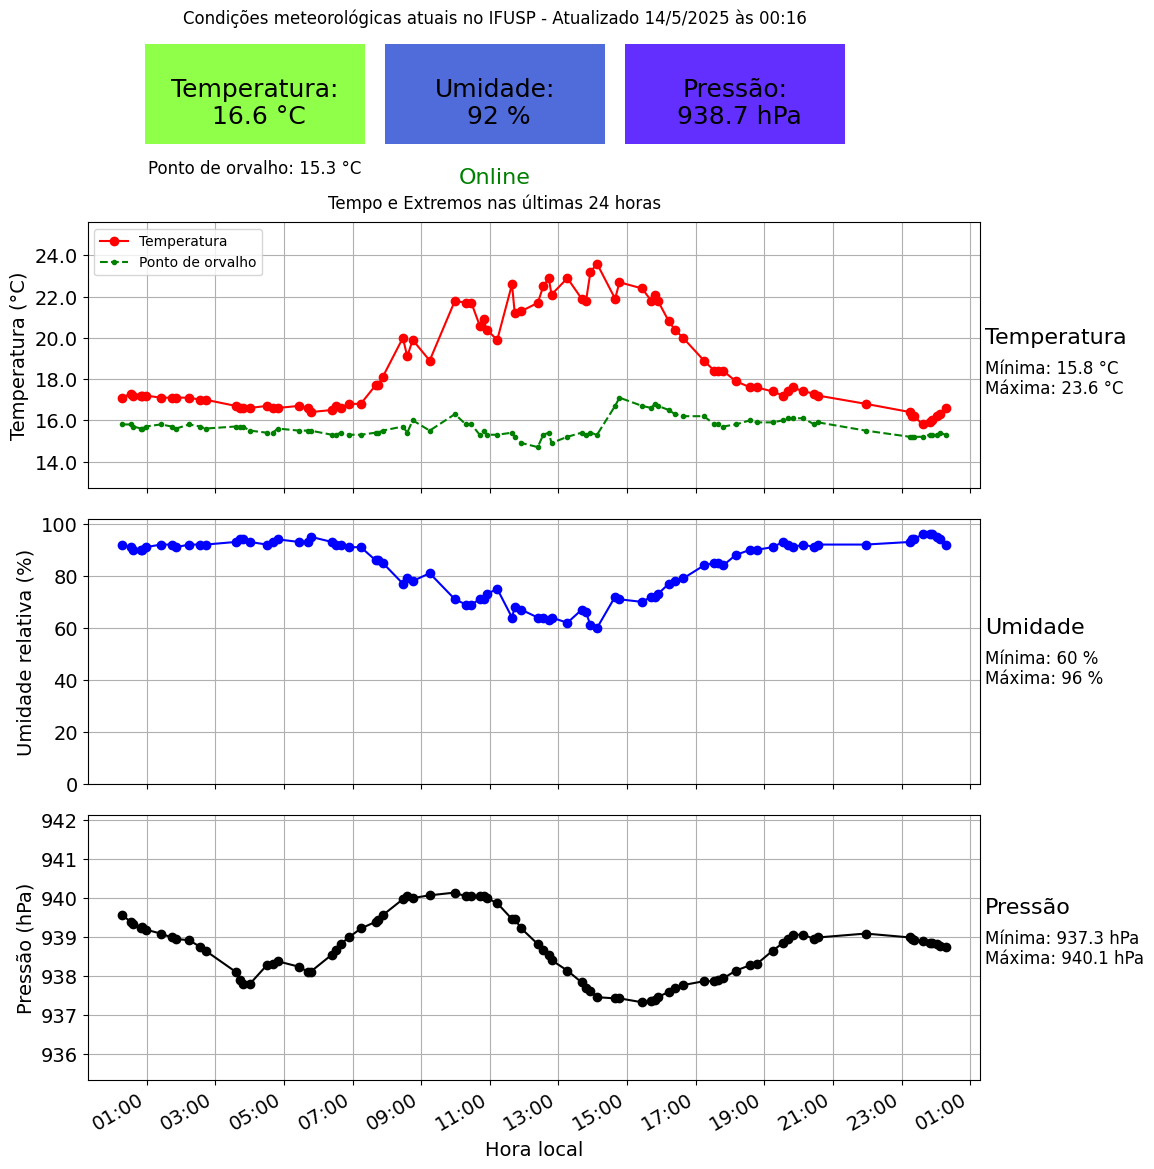 Condições meteorológicas atuais no IFUSP - Atualizado 14/5/2025 às 00:16
Temperatura:
16.6 °C
Umidade:
92 %
Pressão:
938.7 hPa
Ponto de orvalho: 15.3 °C
Online
Tempo e Extremos nas últimas 24 horas
Temperatura (°C)
24.0
22.0
20.0
18.0
16.0
14.0
Temperatura
Ponto de orvalho
Temperatura
Mínima: 15.8 °C
Máxima: 23.6 °C
Umidade relativa (%)
100
80
60
40
20
0
Umidade
Mínima: 60 %
Máxima: 96 %
Pressão (hPa)
942
941
940
939
938
937
936
Pressão
Mínima: 937.3 hPa
Máxima: 940.1 hPa
01:00 03:00 05:00 07:00 09:00 11:00 13:00 15:00 17:00 19:00 21:00 23:00 01:00
Hora local